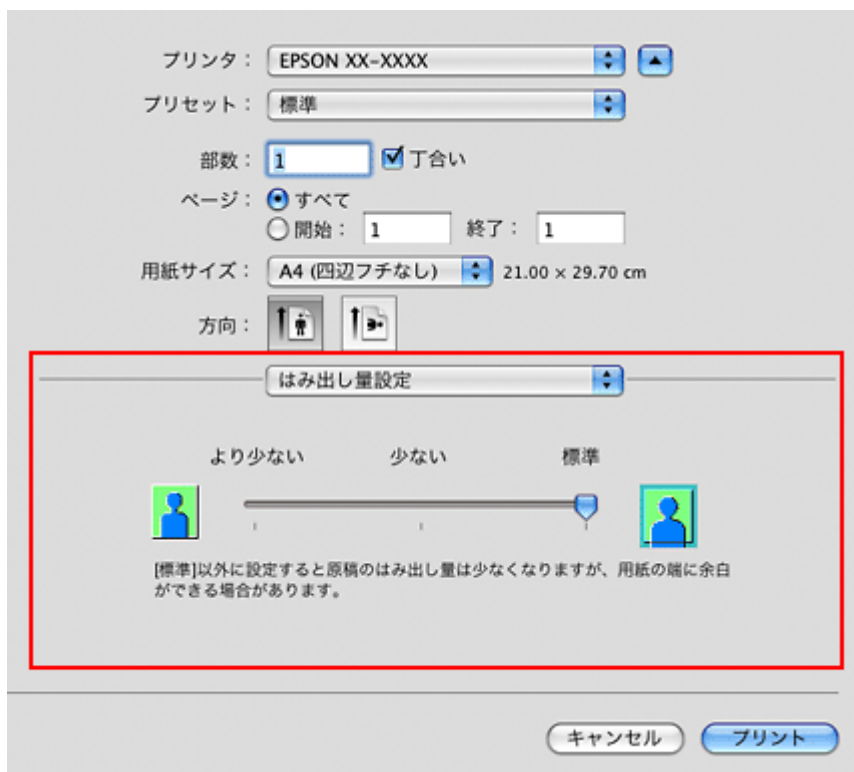 プリンタ： EPSON XX-XXXX
プリセット： 標準
部数： 1 丁合い
ページ： すべて
開始： 1 終了： 1
用紙サイズ： A4 (四辺フチなし) 21.00 × 29.70 cm
方向：
はみ出し量設定
より少ない 少ない 標準
[標準]以外に設定すると原稿のはみ出し量は少なくなりますが、用紙の端に余白
ができる場合があります。
キャンセル プリント